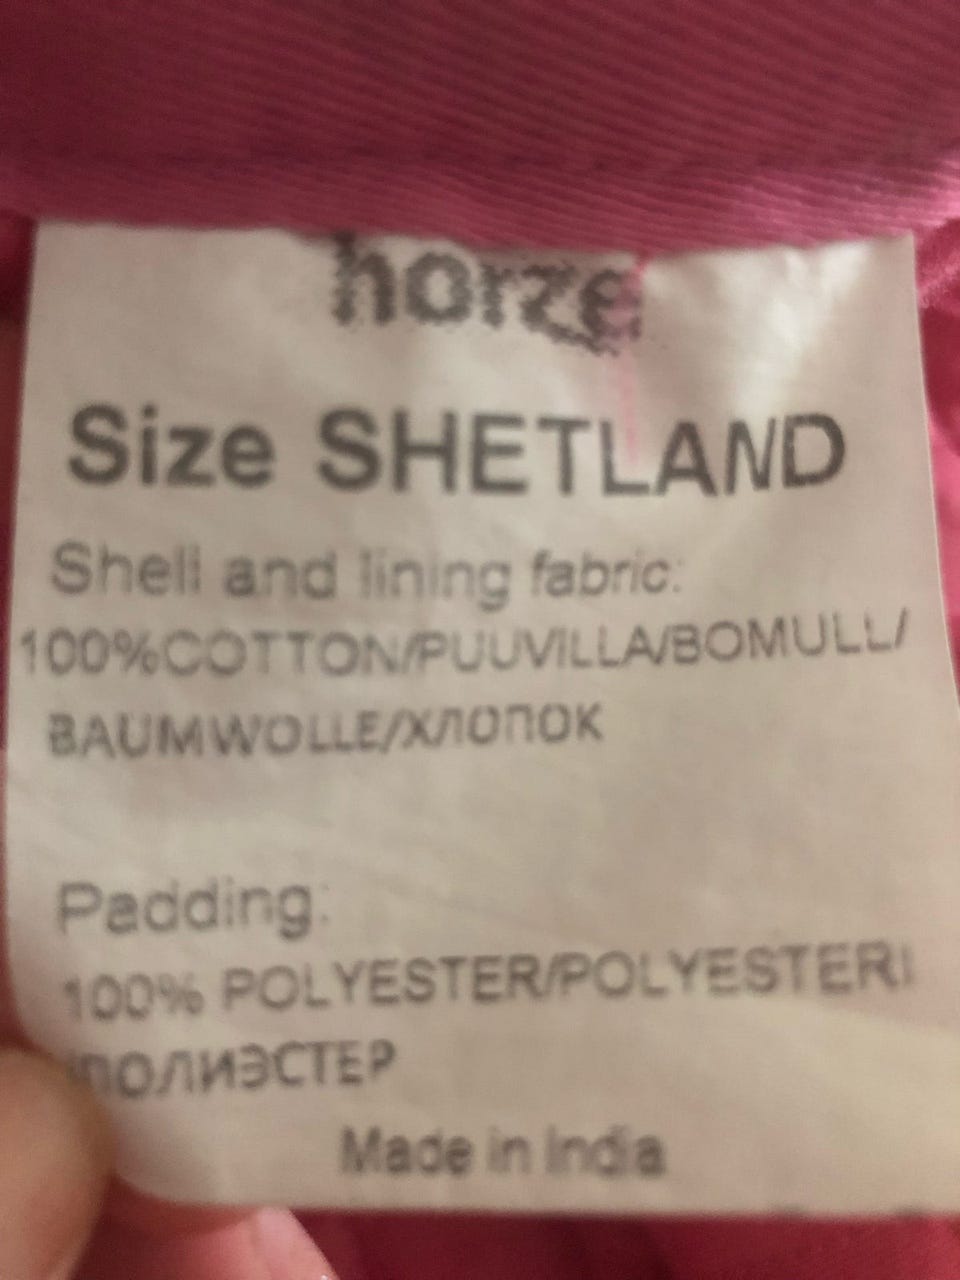 horze
Size SHETLAND
Shell and lining fabric:
100%COTTON/PUUVILLA/BOMULL/
BAUMWOLLE/ХЛОПОК
Padding:
100% POLYESTER/POLYESTERI
/ПОЛИЭСТЕР
Made in India